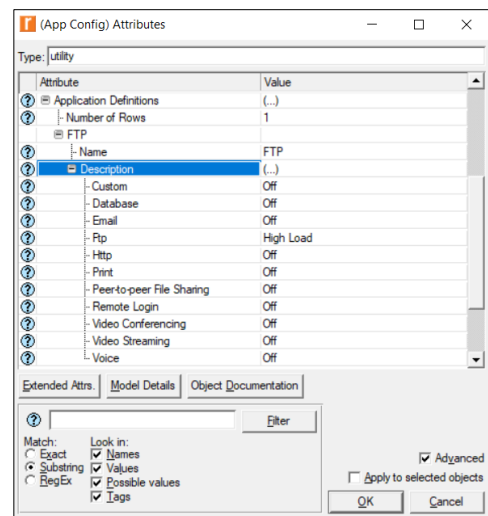 (App Config) Attributes
Type: utility
Attribute Value
Application Definitions (...)
Number of Rows 1
FTP
Name FTP
Description (...)
Custom Off
Database Off
Email Off
Ftp High Load
Http Off
Print Off
Peer-to-peer File Sharing Off
Remote Login Off
Video Conferencing Off
Video Streaming Off
Voice Off
Extended Attrs. Model Details Object Documentation
Filter
Match: Look in:
Exact Names
Substring Values
RegEx Possible values
Tags
Advanced
Apply to selected objects
OK Cancel